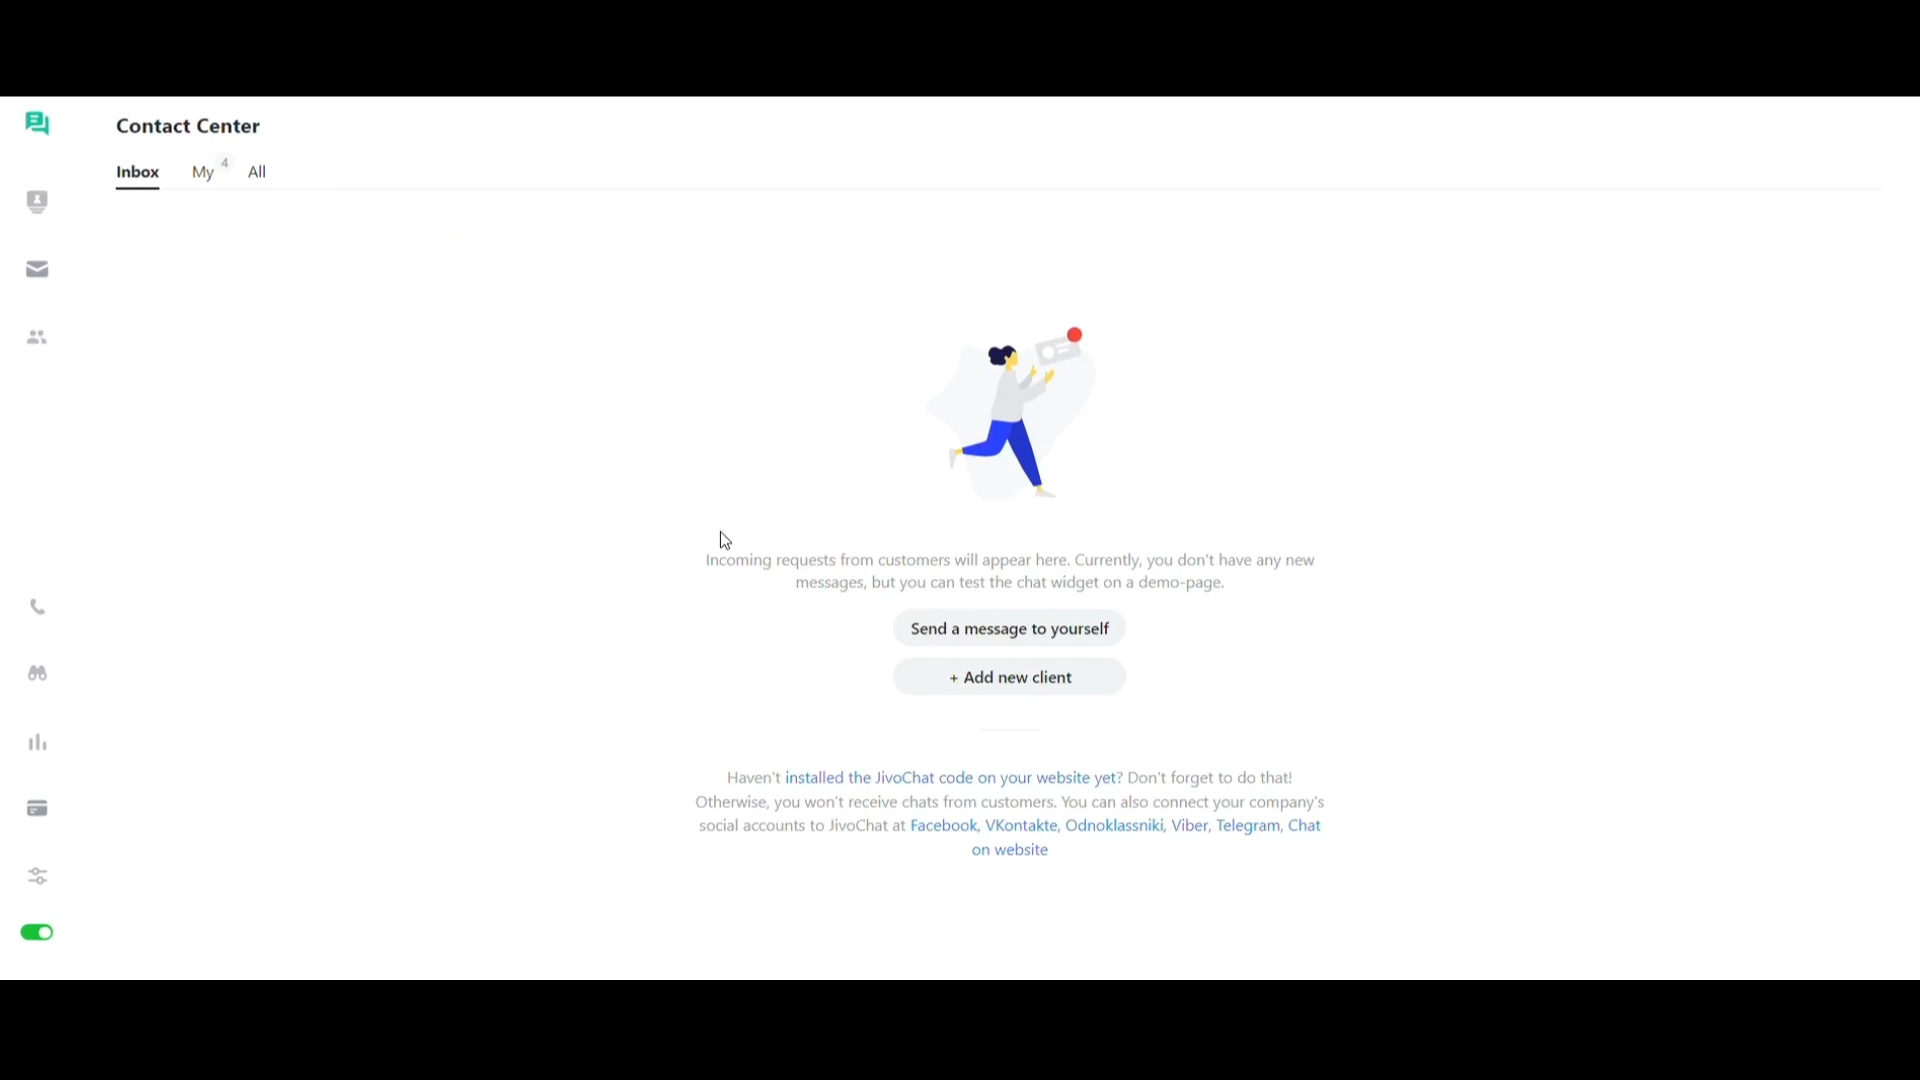 Contact Center
Inbox My 4 All
Incoming requests from customers will appear here. Currently, you don't have any new
messages, but you can test the chat widget on a demo-page.
Send a message to yourself
+ Add new client
Haven't installed the JivoChat code on your website yet? Don't forget to do that!
Otherwise, you won't receive chats from customers. You can also connect your company's
social accounts to JivoChat at Facebook, VKontakte, Odnoklassniki, Viber, Telegram, Chat
on website